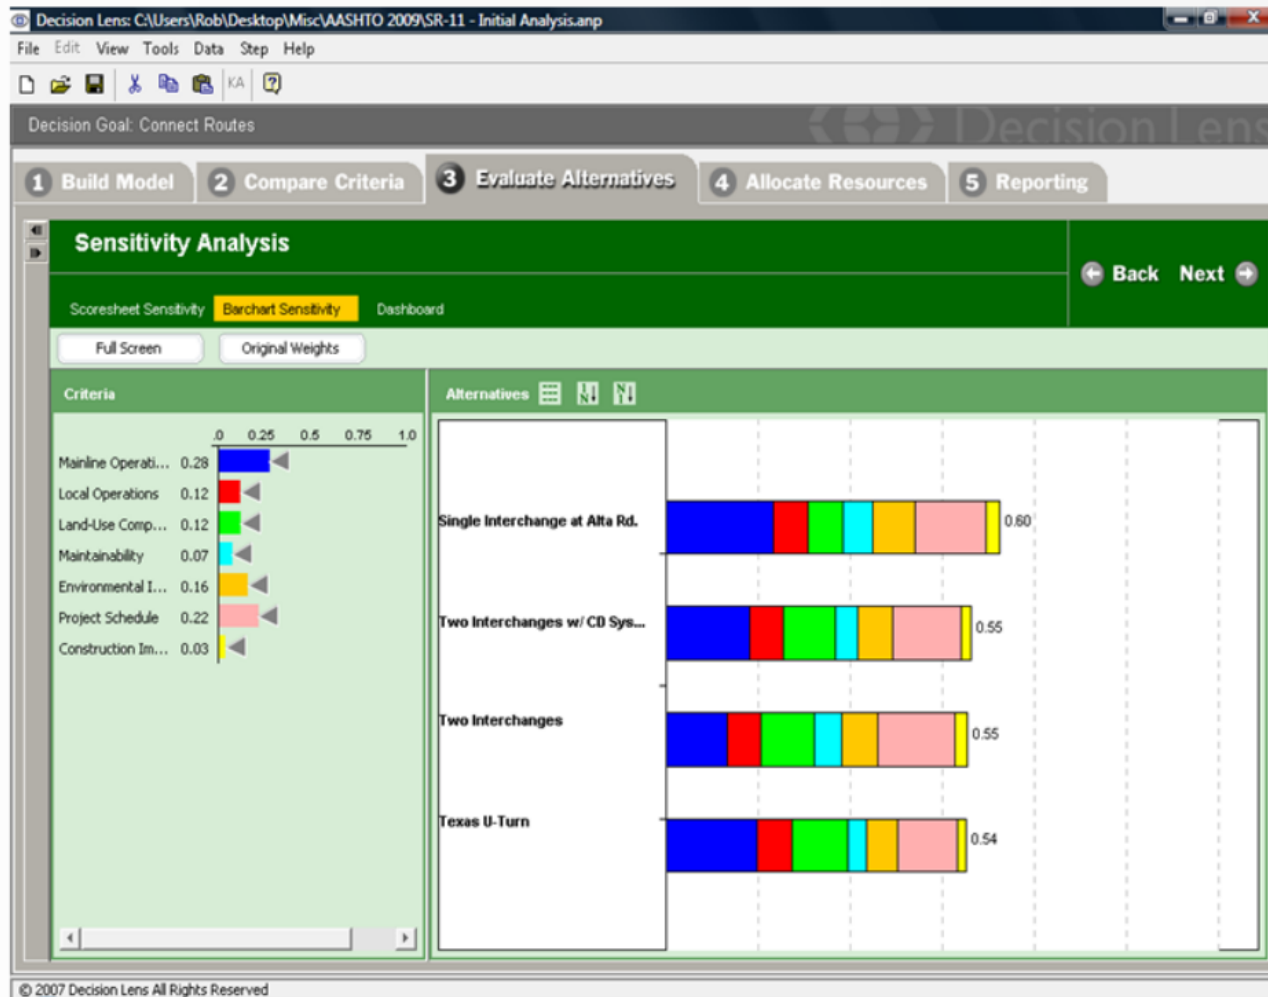 Decision Lens: C:\Users\Rob\Desktop\Misc\AASHTO 2009\SR-11 - Initial Analysis.anp
File Edit View Tools Data Step Help
KA
Decision Goal: Connect Routes
Decision Lens
1 Build Model 2 Compare Criteria 3 Evaluate Alternatives 4 Allocate Resources 5 Reporting
Sensitivity Analysis
Back Next
Scoresheet Sensitivity Barchart Sensitivity Dashboard
Full Screen Original Weights
Criteria
Alternatives
.0 0.25 0.5 0.75 1.0
Mainline Operati... 0.28
Local Operations 0.12
Land-Use Comp... 0.12
Maintainability 0.07
Environmental I... 0.16
Project Schedule 0.22
Construction Im... 0.03
Single Interchange at Alta Rd. 0.60
Two Interchanges w/ CD Sys... 0.55
Two Interchanges 0.55
Texas U-Turn 0.54
© 2007 Decision Lens All Rights Reserved